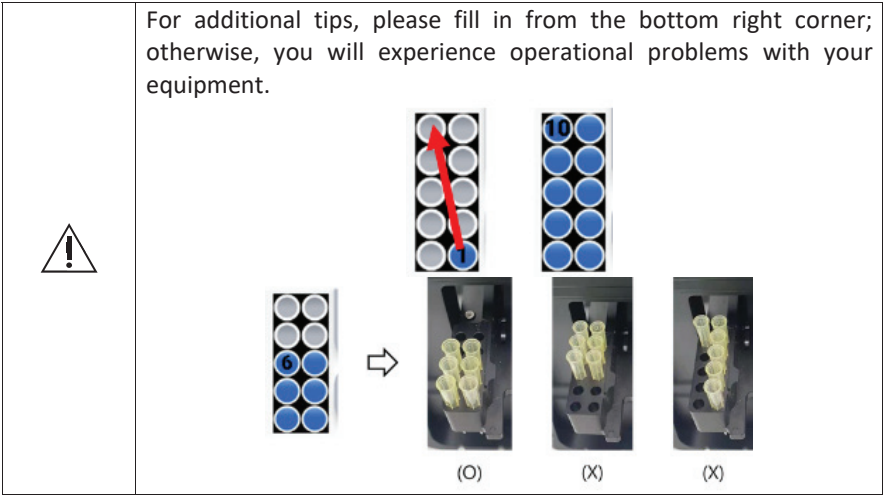 For additional tips, please fill in from the bottom right corner;
otherwise, you will experience operational problems with your
equipment.
10
1
6
(O)
(X)
(X)